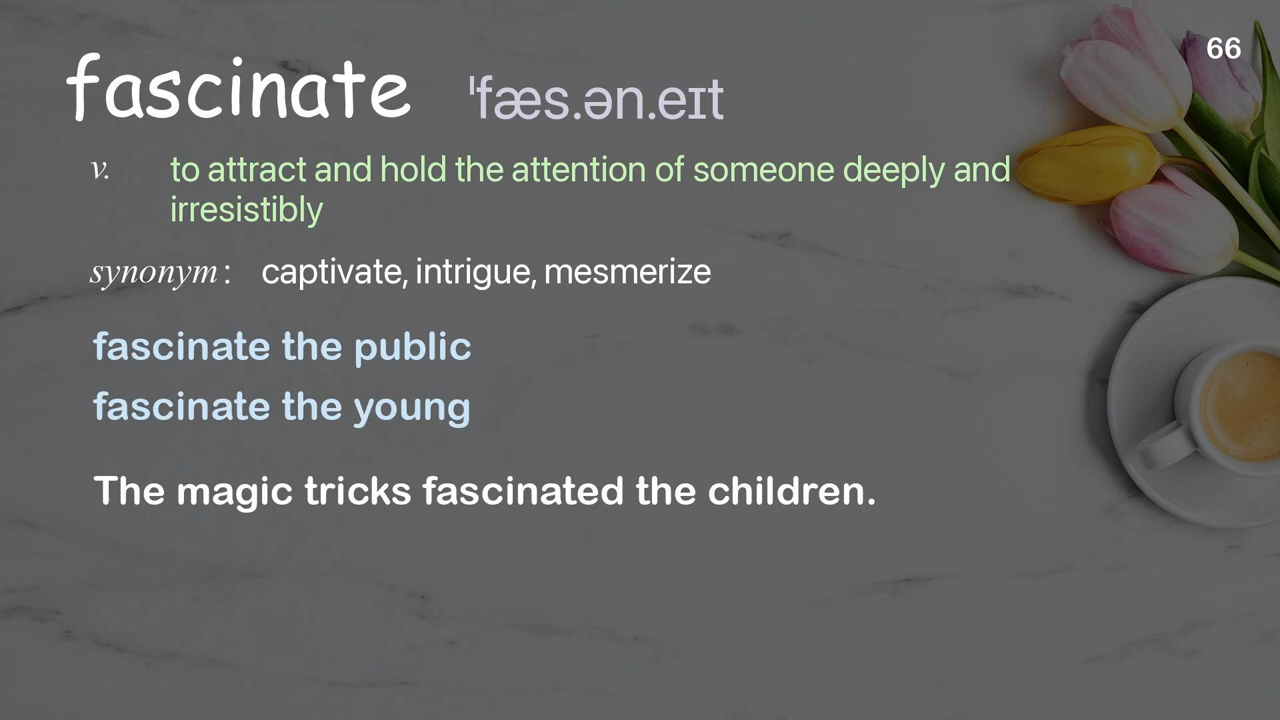 66
fascinate ˈfæs.ən.eɪt
v. to attract and hold the attention of someone deeply and
irresistibly
synonym: captivate, intrigue, mesmerize
fascinate the public
fascinate the young
The magic tricks fascinated the children.